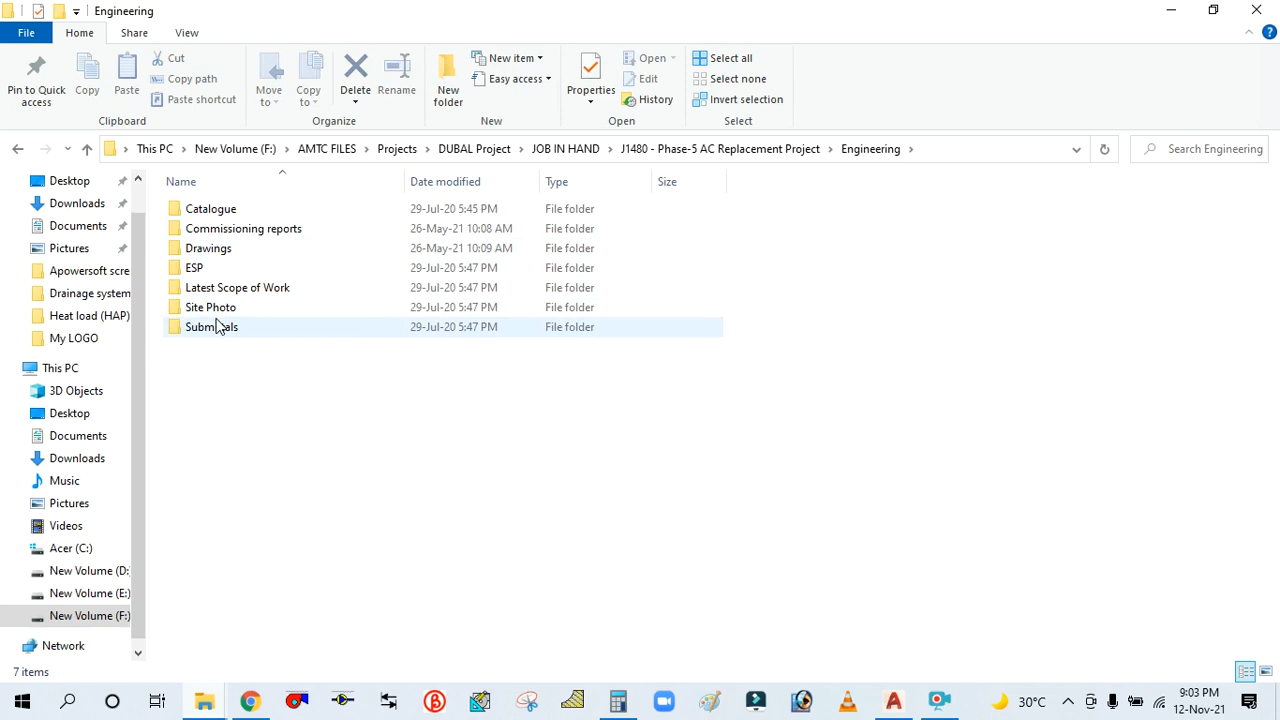 Engineering
File
Home
Share
View
Pin to Quick access
Copy
Paste
Cut
Copy path
Paste shortcut
Clipboard
Move to
Copy to
Delete
Rename
Organize
New folder
New item
Easy access
New
Properties
Open
Edit
History
Open
Select all
Select none
Invert selection
Select
This PC > New Volume (F:) > AMTC FILES > Projects > DUBAL Project > JOB IN HAND > J1480 - Phase-5 AC Replacement Project > Engineering >
Search Engineering
Name Date modified Type Size
Catalogue 29-Jul-20 5:45 PM File folder
Commissioning reports 26-May-21 10:08 AM File folder
Drawings 26-May-21 10:09 AM File folder
ESP 29-Jul-20 5:47 PM File folder
Latest Scope of Work 29-Jul-20 5:47 PM File folder
Site Photo 29-Jul-20 5:47 PM File folder
29-Jul-20 5:47 PM File folder
Desktop
Downloads
Documents
Pictures
Apowersoft scre
Drainage system
Heat load (HAP)
My LOGO
This PC
3D Objects
Desktop
Documents
Downloads
Music
Pictures
Videos
Acer (C:)
New Volume (D:
New Volume (E:)
New Volume (F:)
Network
7 items
30°C
9:03 PM
12-Nov-21